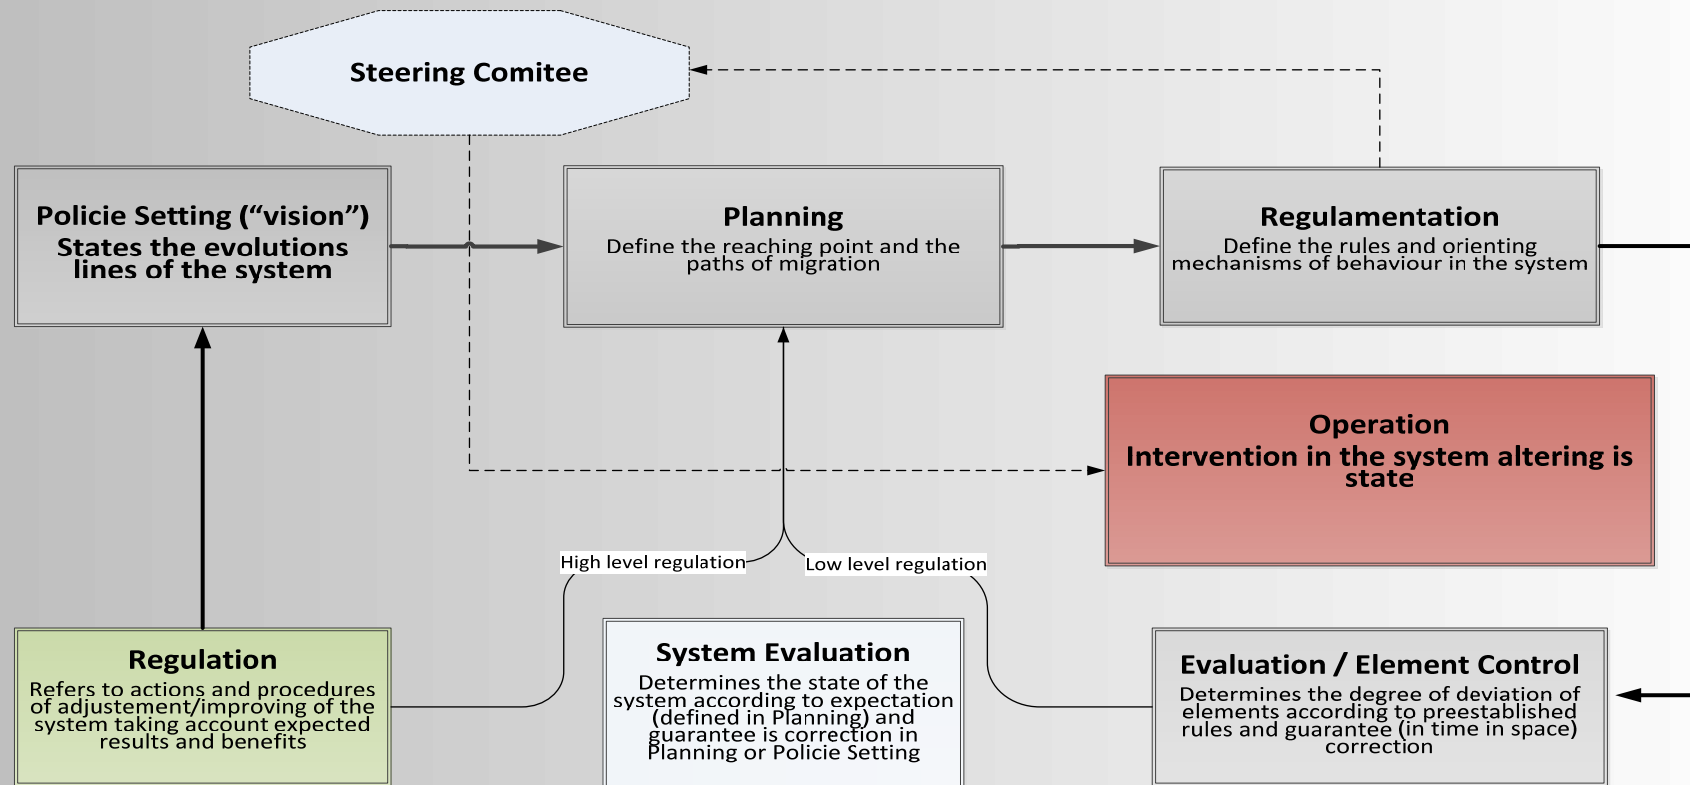 Steering Comitee
Policie Setting (“vision”)
States the evolutions
lines of the system
Planning
Define the reaching point and the
paths of migration
Regulamentation
Define the rules and orienting
mechanisms of behaviour in the system
Operation
Intervention in the system altering is
state
High level regulation
Low level regulation
Regulation
Refers to actions and procedures
of adjustement/improving of the
system taking account expected
results and benefits
System Evaluation
Determines the state of the
system according to expectation
(defined in Planning) and
guarantee is correction in
Planning or Policie Setting
Evaluation / Element Control
Determines the degree of deviation of
elements according to preestablished
rules and guarantee (in time in space)
correction